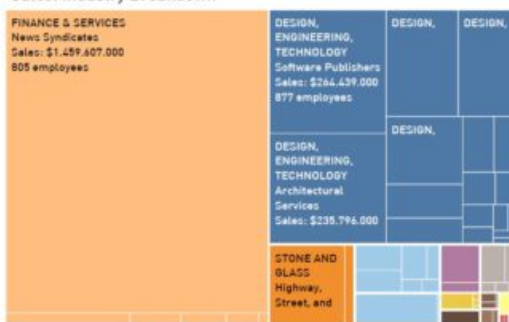 FINANCE & SERVICES
News Syndicates
Sales: $1.459.607.000
805 employees
DESIGN,
ENGINEERING,
TECHNOLOGY
Software Publishers
Sales: $264.439.000
877 employees
DESIGN,
DESIGN,
DESIGN,
DESIGN,
ENGINEERING,
TECHNOLOGY
Architectural
Services
Sales: $235.796.000
STONE AND
GLASS
Highway,
Street, and